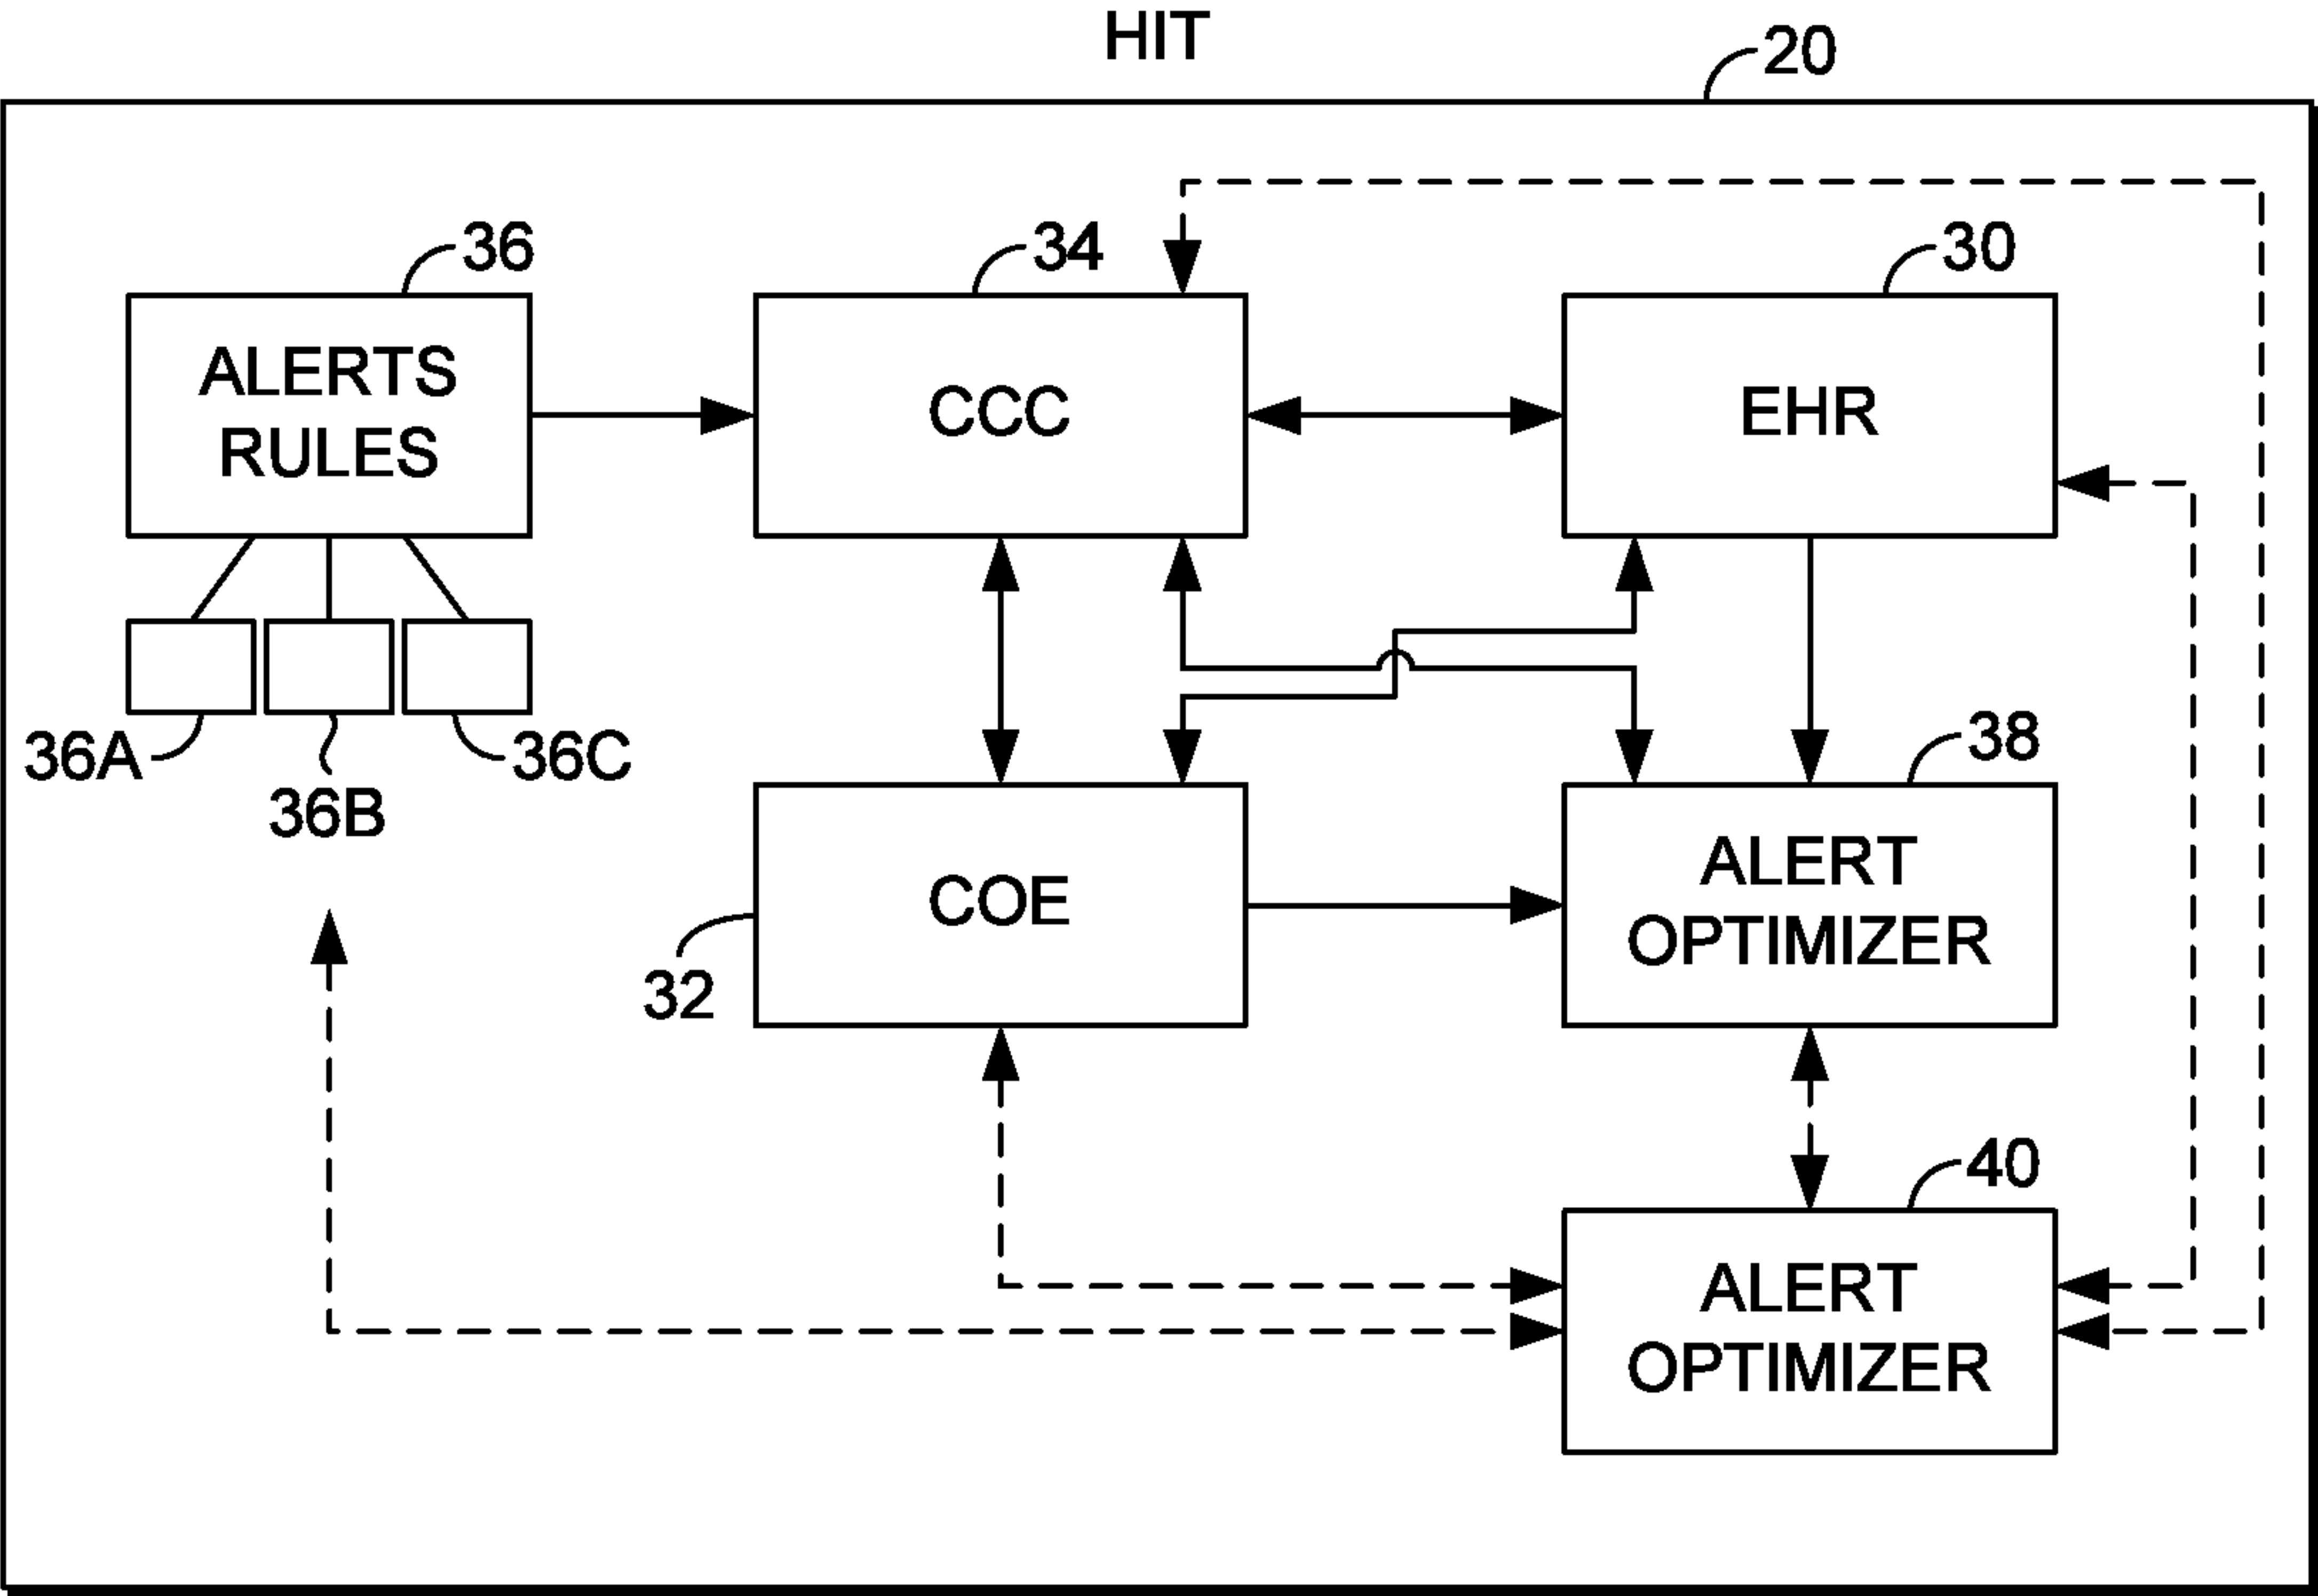 HIT
20
36
34
30
ALERTS
RULES
CCC
EHR
36A
36B
36C
38
COE
32
ALERT
OPTIMIZER
40
ALERT
OPTIMIZER